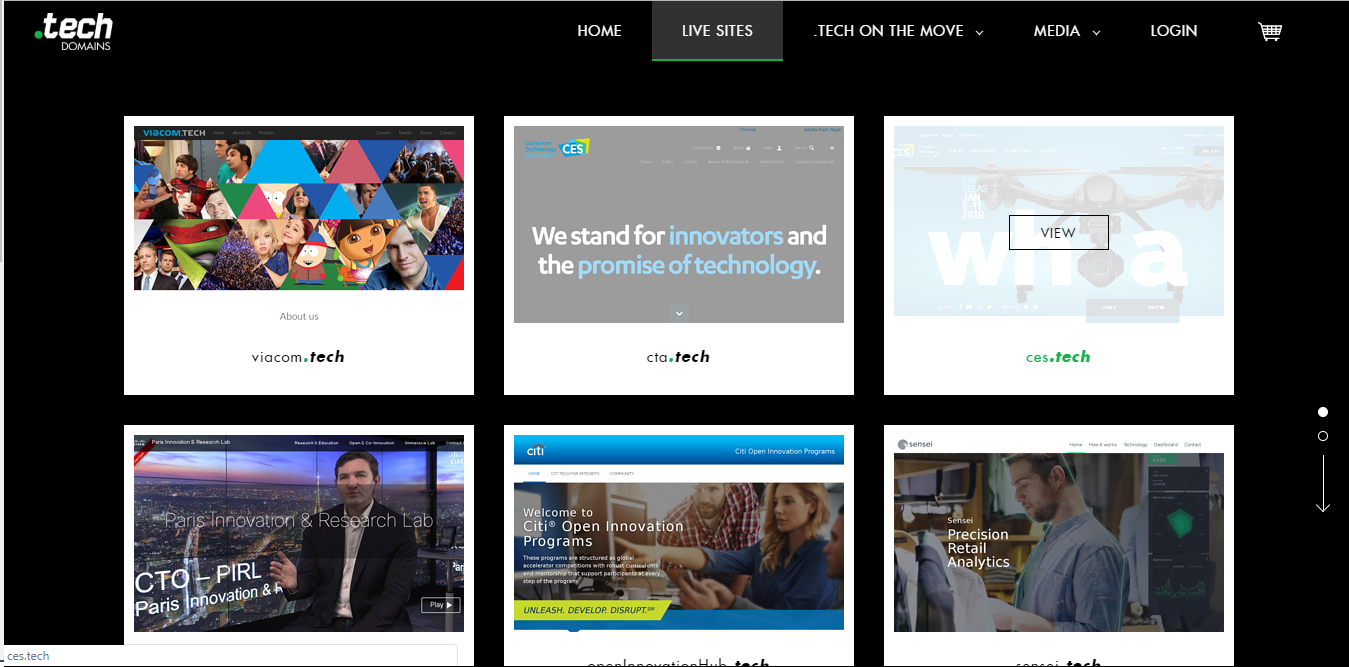 .tech
DOMAINS
HOME
LIVE SITES
.TECH ON THE MOVE
MEDIA
LOGIN
VIACOM.TECH
Home
About Us
Projects
Careers
Events
Teams
Contact
About us
viacom.tech
Consumer
Technology
CES
We stand for innovators and
the promise of technology.
cta.tech
CES
VEGAS
JAN
8-11
2019
VIEW
ces.tech
Paris Innovation & Research Lab
Research & Education
Open & Co-Innovation
Immersive Lab
Contact
Paris Innovation & Research Lab
CTO – PIRL
Paris Innovation & R
Play
citi
Citi Open Innovation Programs
HOME
CITI TECH FOR INTEGRITY
COMMUNITY
Welcome to
Citi® Open Innovation
Programs
These programs are structured as global
accelerator competitions with robust curriculums
and mentorship that support participants at every
step of the program.
UNLEASH. DEVELOP. DISRUPT.℠
openInnovationHub.tech
sensei
Home
How it works
Technology
Dashboard
Contact
Sensei
Precision
Retail
Analytics
sensei.tech
ces.tech